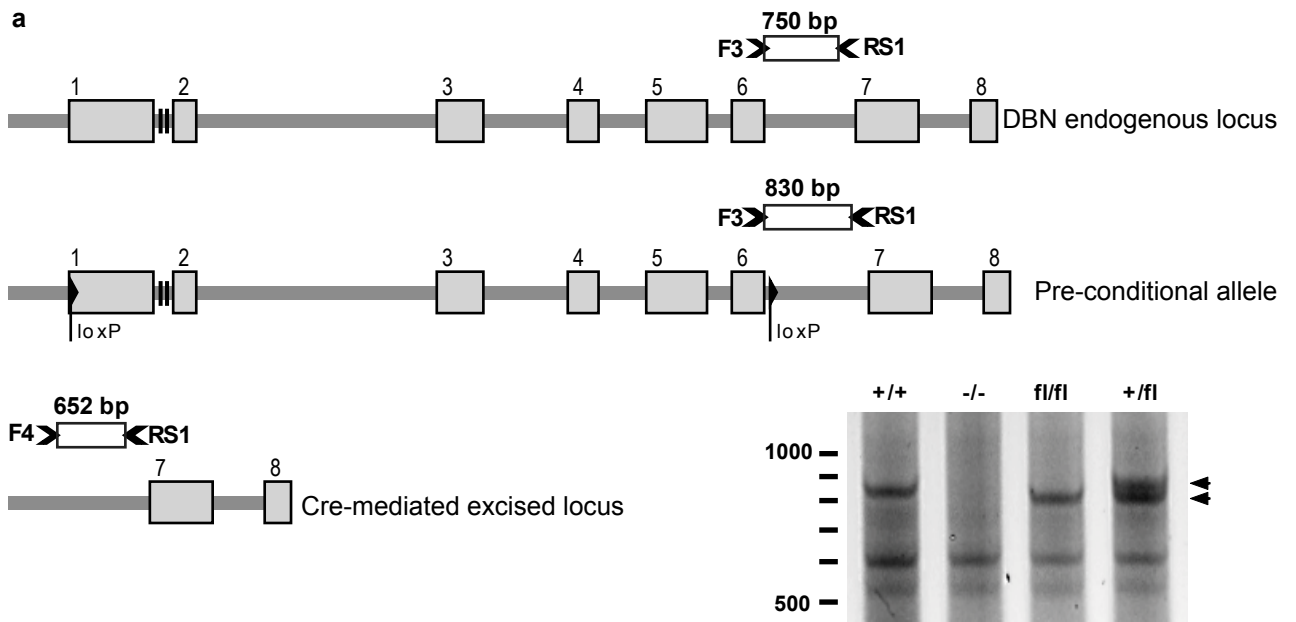 a
750 bp
F3 RS1
1 2 3 4 5 6 7 8
DBN endogenous locus
830 bp
F3 RS1
1 2 3 4 5 6 7 8
Pre-conditional allele
loxP loxP
652 bp
F4 RS1
7 8
Cre-mediated excised locus
+/+ -/- fl/fl +/fl
1000
500